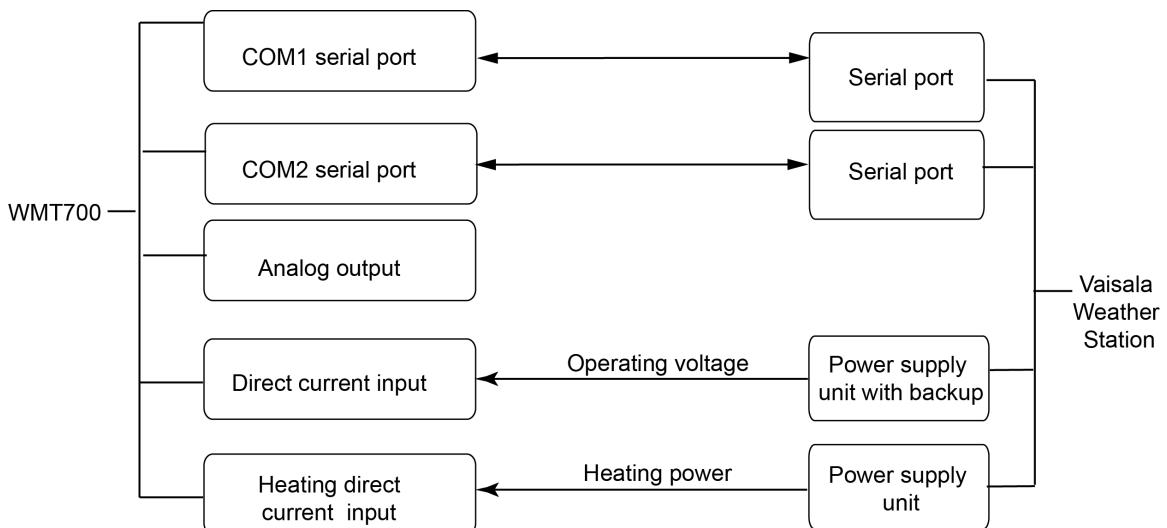 COM1 serial port
Serial port
COM2 serial port
Serial port
WMT700
Analog output
Vaisala
Weather
Station
Direct current input
Operating voltage
Power supply
unit with backup
Heating direct
current input
Heating power
Power supply
unit